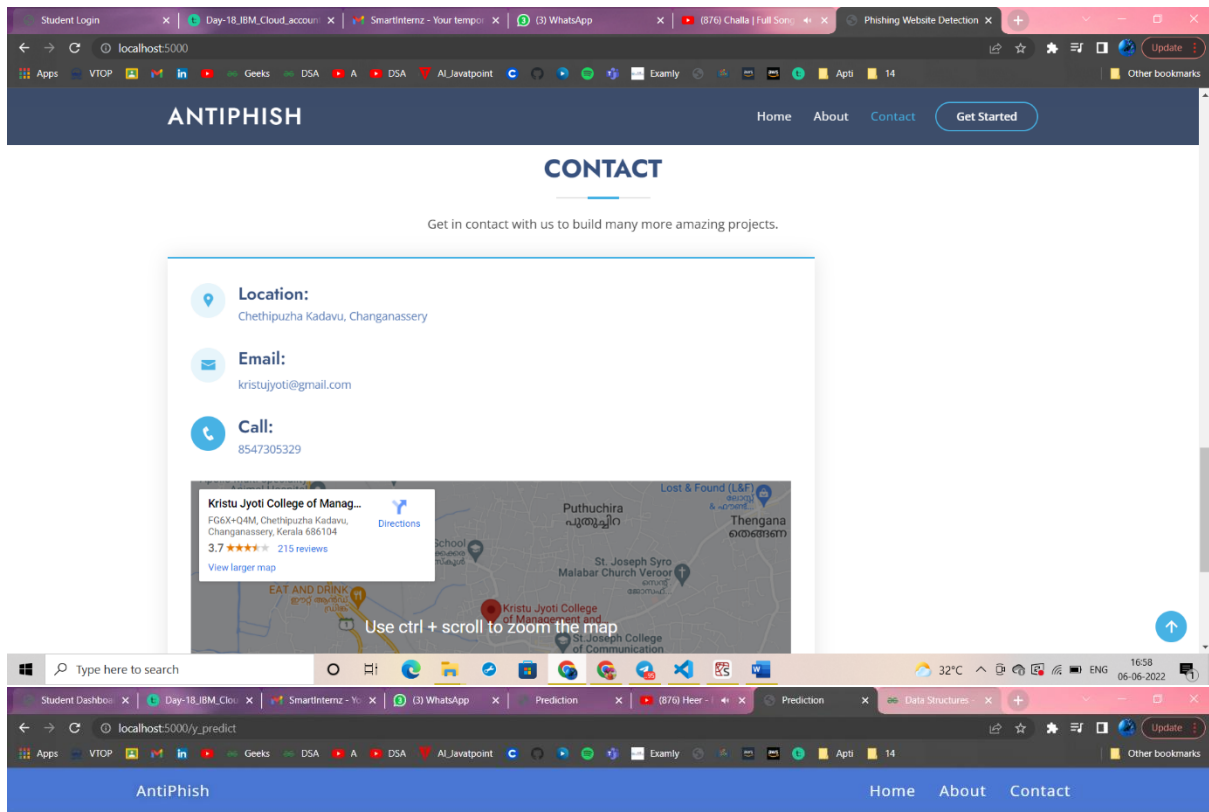 Student Login Day-18_IBM_Cloud_accoun SmartInternz - Your tempor (3) WhatsApp (876) Challa | Full Song Phishing Website Detection
localhost:5000 Update
Apps VTOP Geeks DSA A DSA AI_Javatpoint Examly Apti 14 Other bookmarks
ANTIPHISH Home About Contact Get Started
CONTACT
Get in contact with us to build many more amazing projects.
Location:
Chethipuzha Kadavu, Changanassery
Email:
kristujyoti@gmail.com
Call:
8547305329
Kristu Jyoti College of Manag...
FG6X+Q4M, Chethipuzha Kadavu,
Changanassery, Kerala 686104
Directions
3.7 215 reviews
View larger map
Lost & Found (L&F)
Puthuchira
പുതുച്ചിറ
Thengana
തെങ്ങണ
School
St. Joseph Syro
Malabar Church Veroor
EAT AND DRINK
Kristu Jyoti College
of Management and...
Use ctrl + scroll to zoom the map
St.Joseph College
of Communication
Type here to search 32°C ENG 16:58
06-06-2022
Student Dashboa Day-18_IBM_Clou SmartInternz - Yo (3) WhatsApp Prediction (876) Heer - Prediction Data Structures -
localhost:5000/y_predict Update
Apps VTOP Geeks DSA A DSA AI_Javatpoint Examly Apti 14 Other bookmarks
AntiPhish Home About Contact